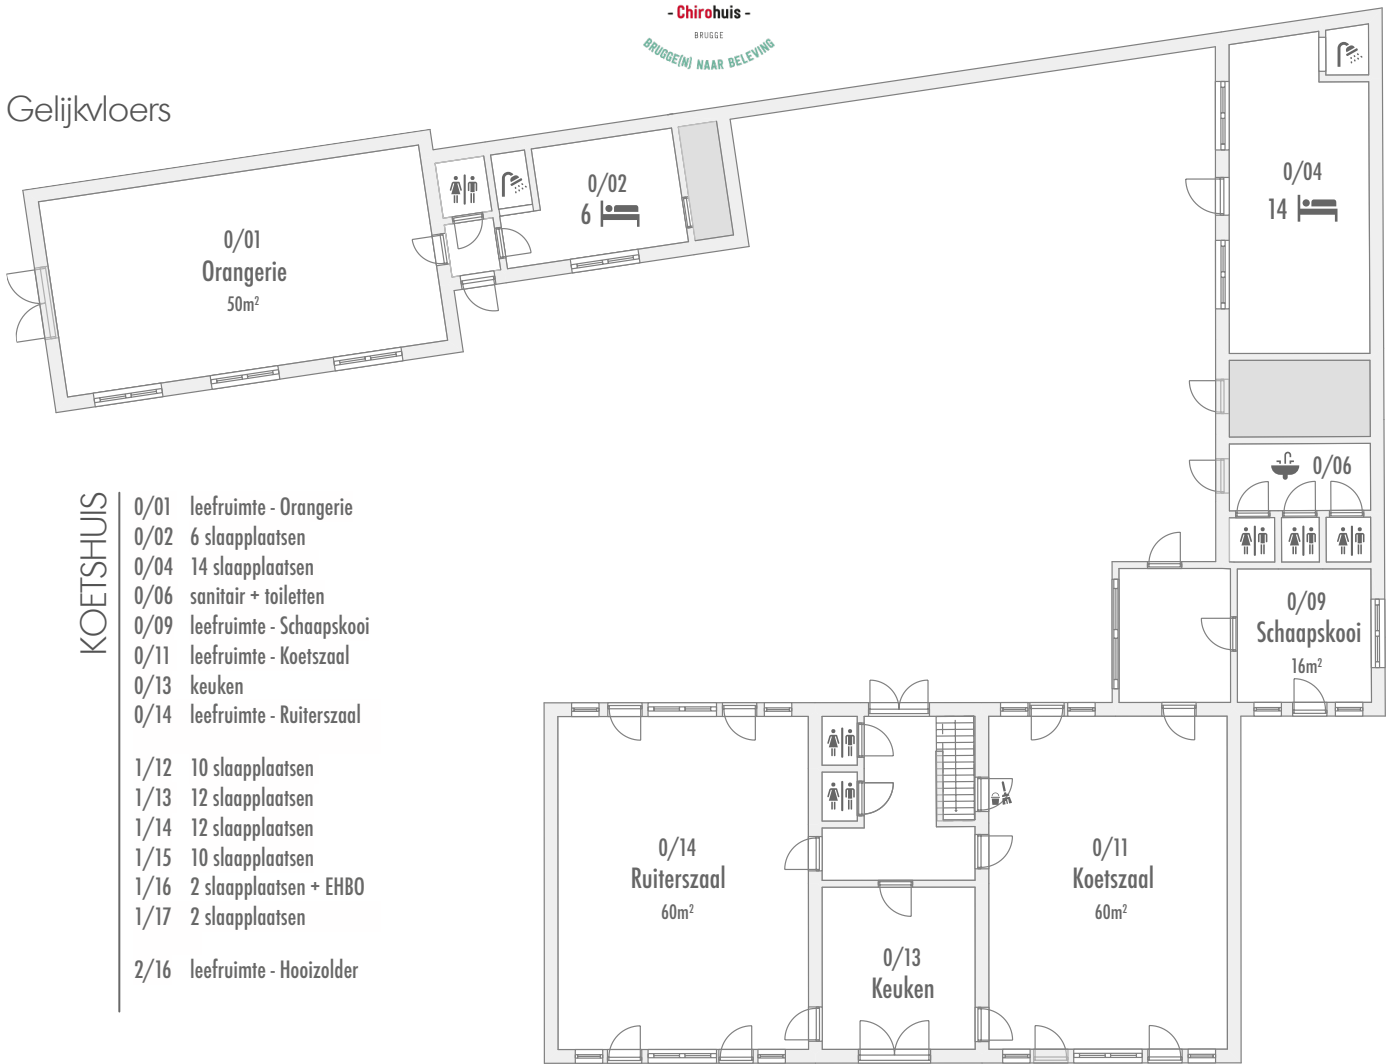 - Chirohuis -
BRUGGE
BRUGGE(N) NAAR BELEVING
Gelijkvloers
0/01
Orangerie
50m²
0/02
6
0/04
14
0/06
0/09
Schaapskooi
16m²
0/14
Ruiterszaal
60m²
0/11
Koetszaal
60m²
0/13
Keuken
KOETSHUIS
0/01 leefruimte - Orangerie
0/02 6 slaapplaatsen
0/04 14 slaapplaatsen
0/06 sanitair + toiletten
0/09 leefruimte - Schaapskooi
0/11 leefruimte - Koetszaal
0/13 keuken
0/14 leefruimte - Ruiterszaal
1/12 10 slaapplaatsen
1/13 12 slaapplaatsen
1/14 12 slaapplaatsen
1/15 10 slaapplaatsen
1/16 2 slaapplaatsen + EHBO
1/17 2 slaapplaatsen
2/16 leefruimte - Hooizolder